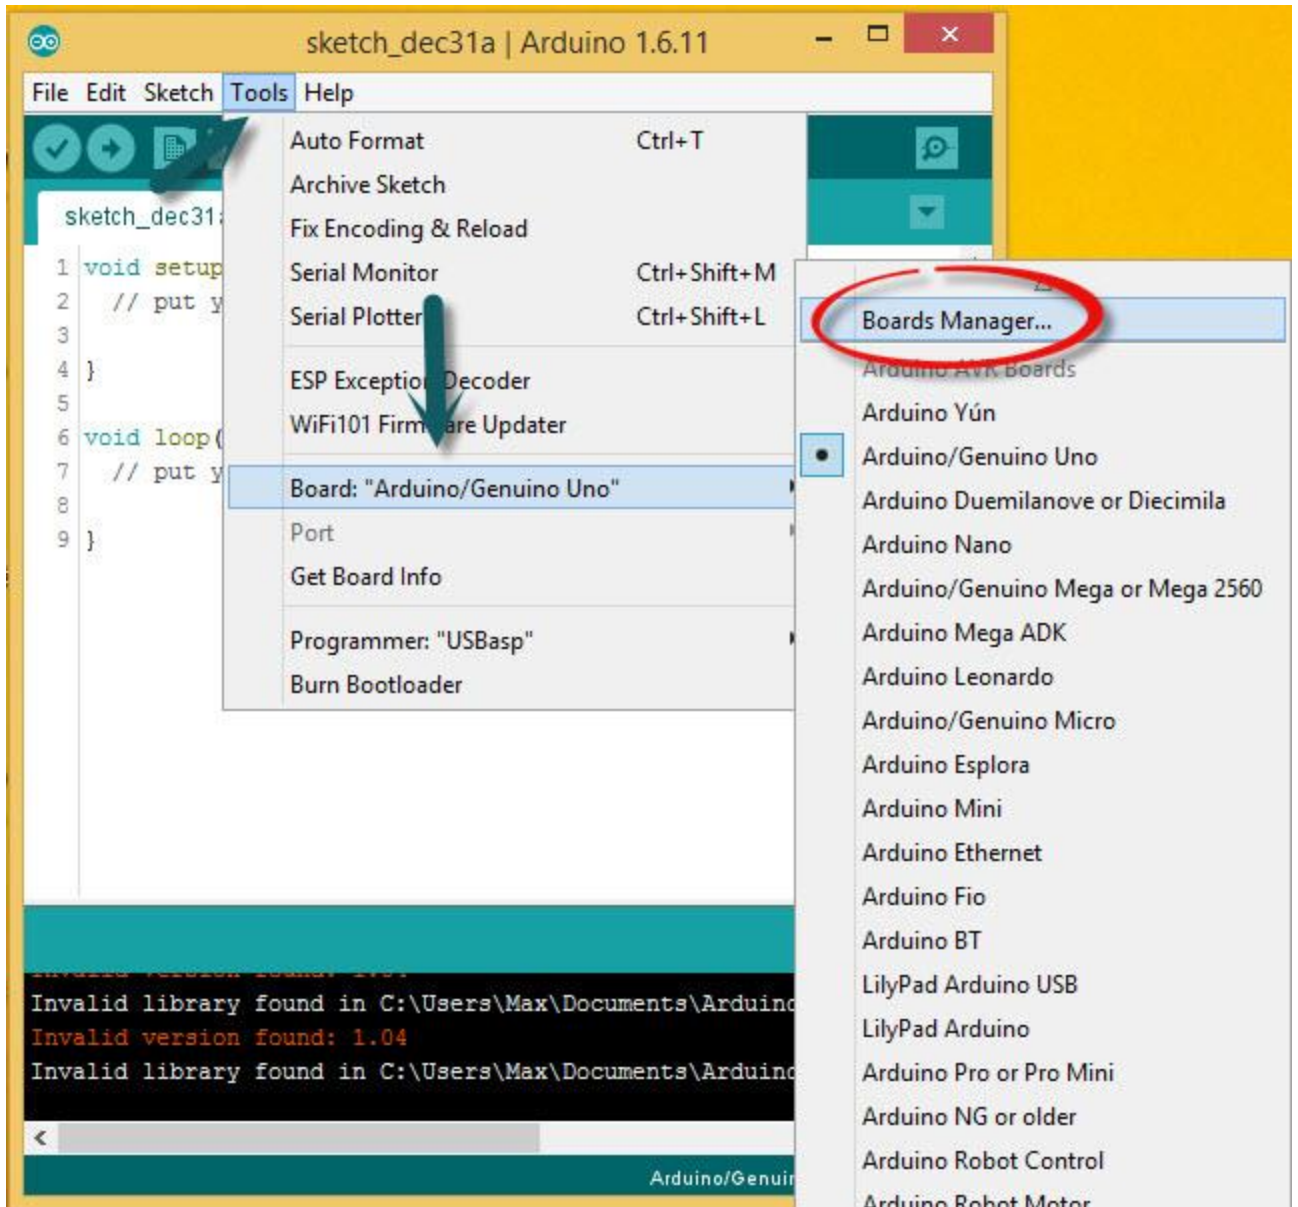 sketch_dec31a | Arduino 1.6.11
File Edit Sketch Tools Help
Auto Format Ctrl+T
Archive Sketch
Fix Encoding & Reload
Serial Monitor Ctrl+Shift+M
Serial Plotter Ctrl+Shift+L
ESP Exception Decoder
WiFi101 Firmware Updater
Board: "Arduino/Genuino Uno"
Port
Get Board Info
Programmer: "USBasp"
Burn Bootloader
Boards Manager...
Arduino AVR Boards
Arduino Yún
Arduino/Genuino Uno
Arduino Duemilanove or Diecimila
Arduino Nano
Arduino/Genuino Mega or Mega 2560
Arduino Mega ADK
Arduino Leonardo
Arduino/Genuino Micro
Arduino Esplora
Arduino Mini
Arduino Ethernet
Arduino Fio
Arduino BT
LilyPad Arduino USB
LilyPad Arduino
Arduino Pro or Pro Mini
Arduino NG or older
Arduino Robot Control
Arduino Robot Motor
sketch_dec31a
1 void setup
2 // put y
3
4 }
5
6 void loop(
7 // put y
8
9 }
Invalid version found: 1.04
Invalid library found in C:\Users\Max\Documents\Arduino
Invalid version found: 1.04
Invalid library found in C:\Users\Max\Documents\Arduino
Arduino/Genuin